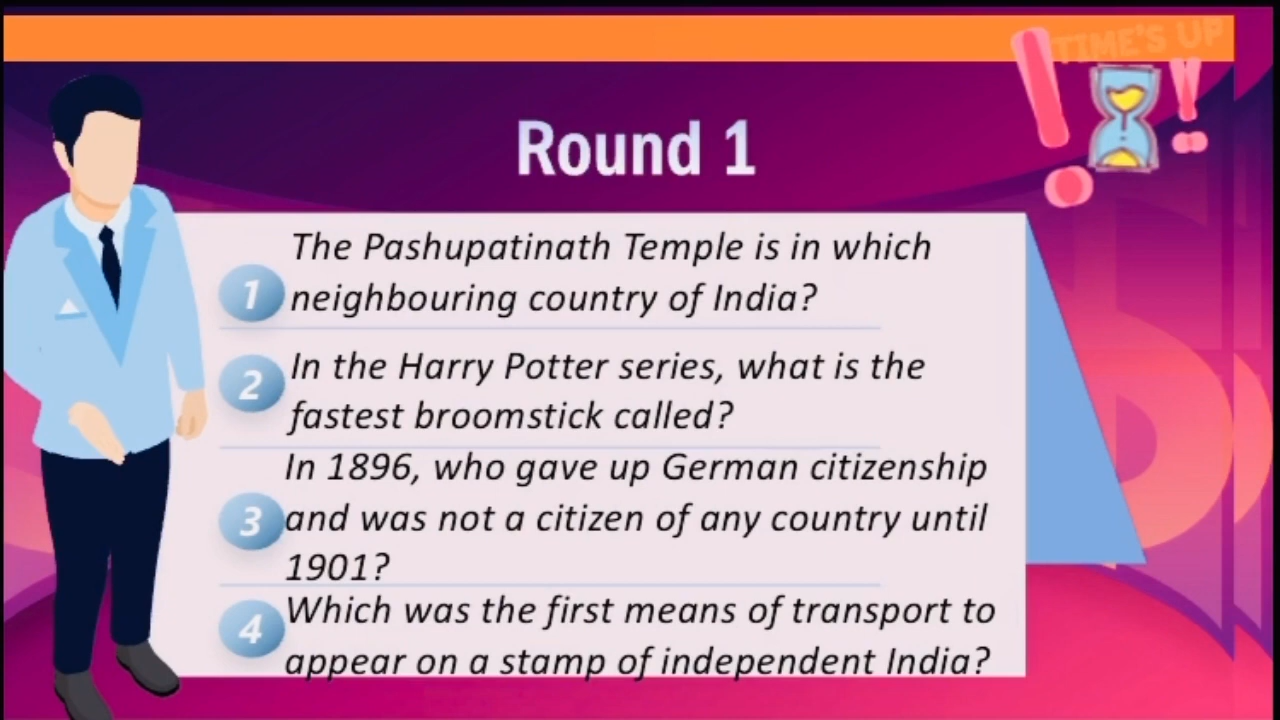 TIME'S UP
Round 1
1
The Pashupatinath Temple is in which
neighbouring country of India?
2
In the Harry Potter series, what is the
fastest broomstick called?
3
In 1896, who gave up German citizenship
and was not a citizen of any country until
1901?
4
Which was the first means of transport to
appear on a stamp of independent India?